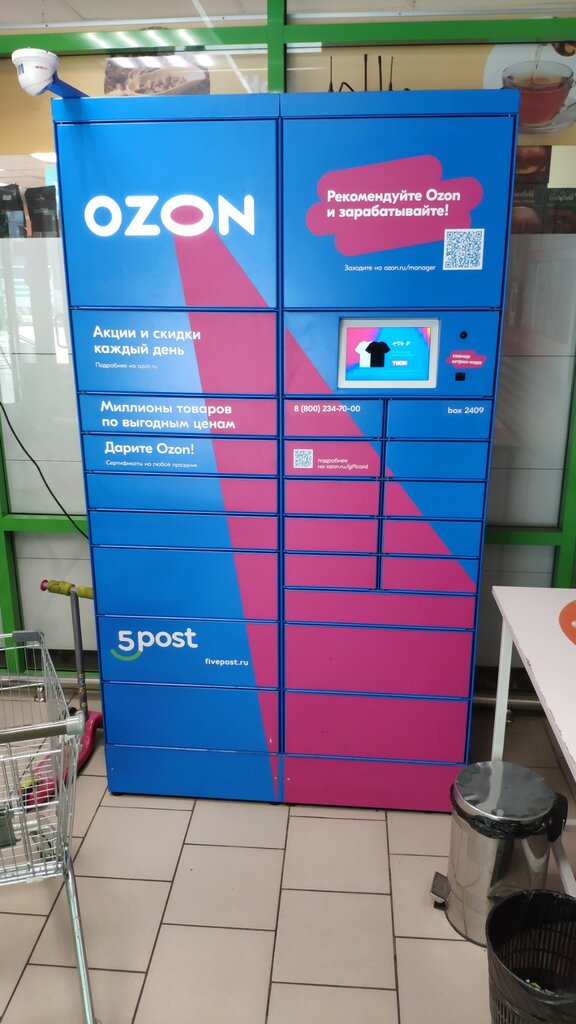 OZON
Рекомендуйте Ozon
и зарабатывайте!
Заходите на ozon.ru/manager
Акции и скидки
каждый день
Подробнее на ozon.ru
сканер
штрих-кода
Миллионы товаров
по выгодным ценам
8 (800) 234-70-00
box 2409
Дарите Ozon!
Сертификаты на любой праздник
подробнее
на ozon.ru/giftcard
5post
fivepost.ru